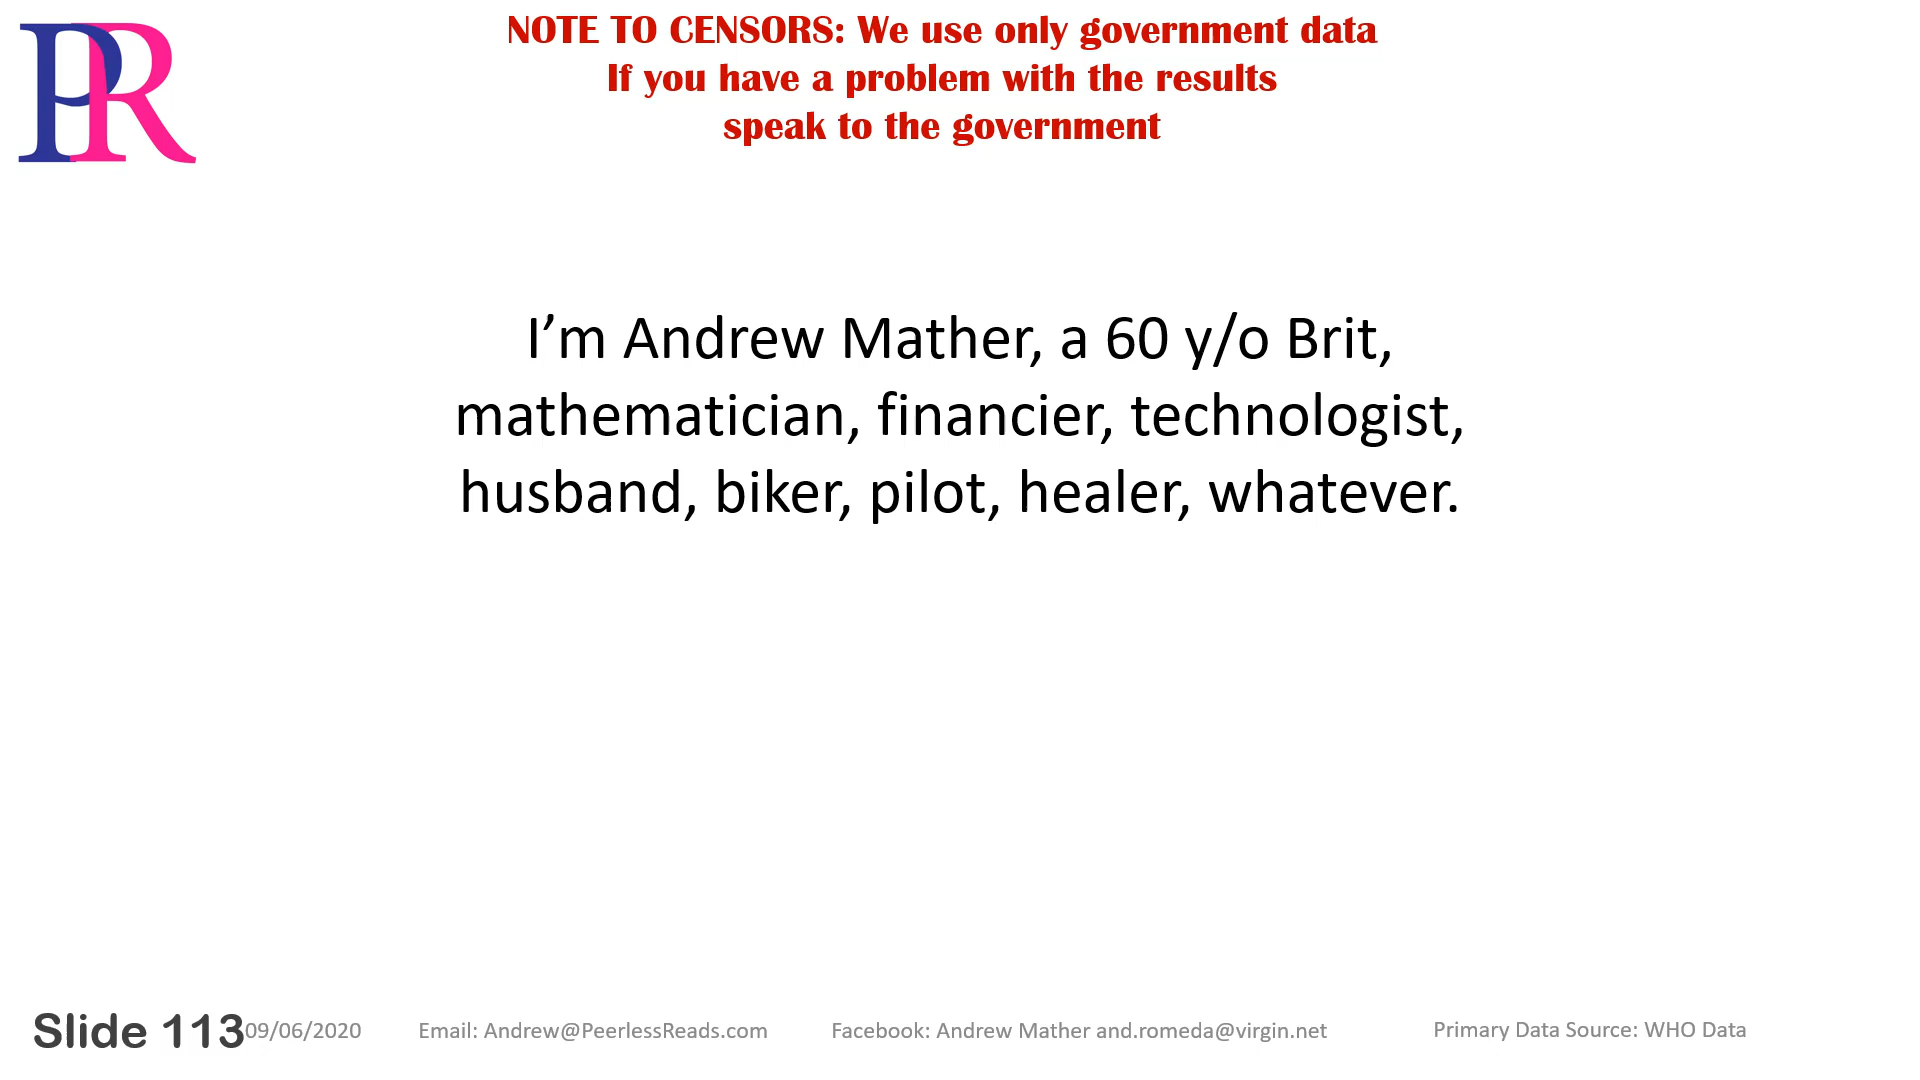 PR
NOTE TO CENSORS: We use only government data
If you have a problem with the results
speak to the government
I’m Andrew Mather, a 60 y/o Brit,
mathematician, financier, technologist,
husband, biker, pilot, healer, whatever.
Slide 113 09/06/2020 Email: Andrew@PeerlessReads.com Facebook: Andrew Mather and.romeda@virgin.net Primary Data Source: WHO Data